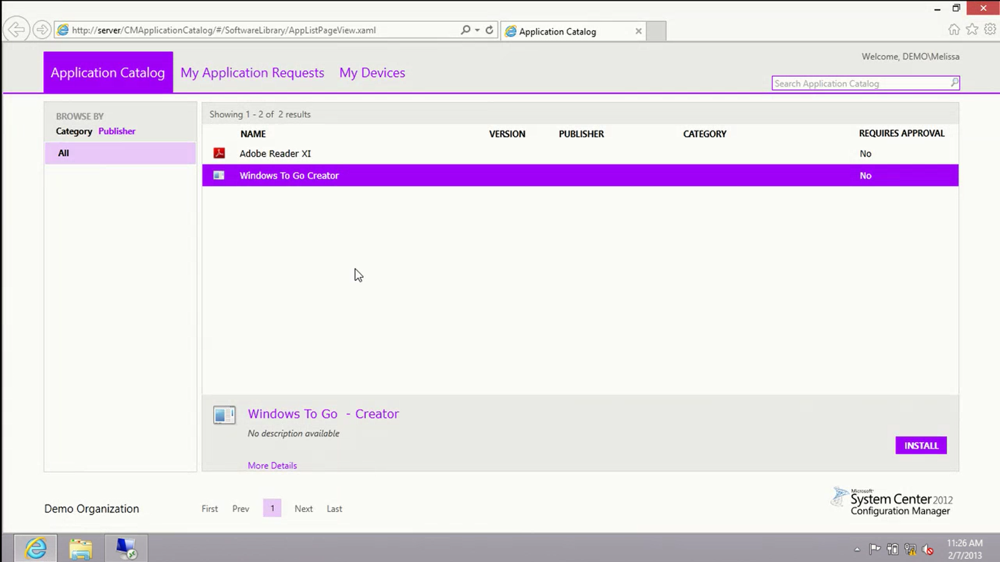 http://server/CMApplicationCatalog/#/SoftwareLibrary/AppListPageView.xaml
Application Catalog
Welcome, DEMO\Melissa
Application Catalog My Application Requests My Devices
Search Application Catalog
BROWSE BY
Category Publisher
All
Showing 1 - 2 of 2 results
NAME VERSION PUBLISHER CATEGORY REQUIRES APPROVAL
Adobe Reader XI No
Windows To Go Creator No
Windows To Go - Creator
No description available
INSTALL
More Details
Demo Organization
First Prev 1 Next Last
Microsoft
System Center 2012
Configuration Manager
11:26 AM
2/7/2013